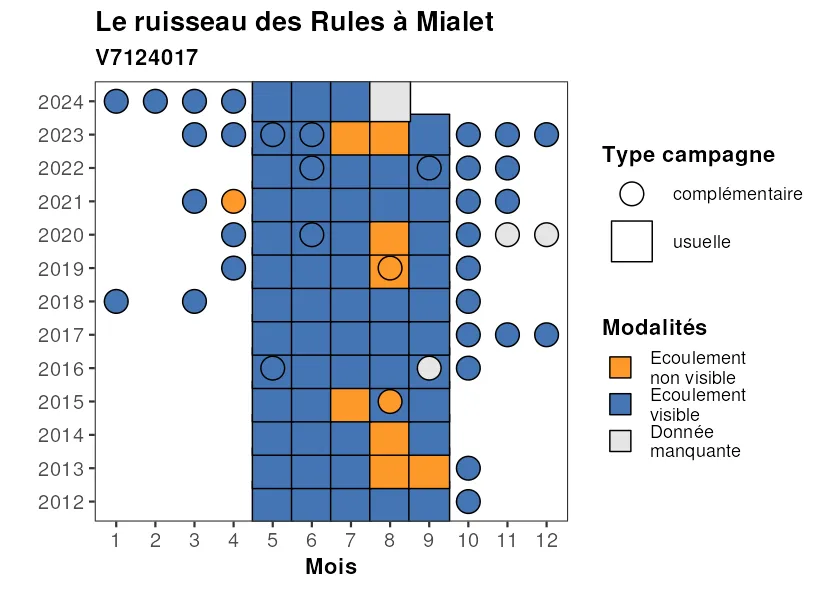 Le ruisseau des Rules à Mialet
V7124017
2024
2023
2022
2021
2020
2019
2018
2017
2016
2015
2014
2013
2012
1 2 3 4 5 6 7 8 9 10 11 12
Mois
Type campagne
complémentaire
usuelle
Modalités
Ecoulement
non visible
Ecoulement
visible
Donnée
manquante